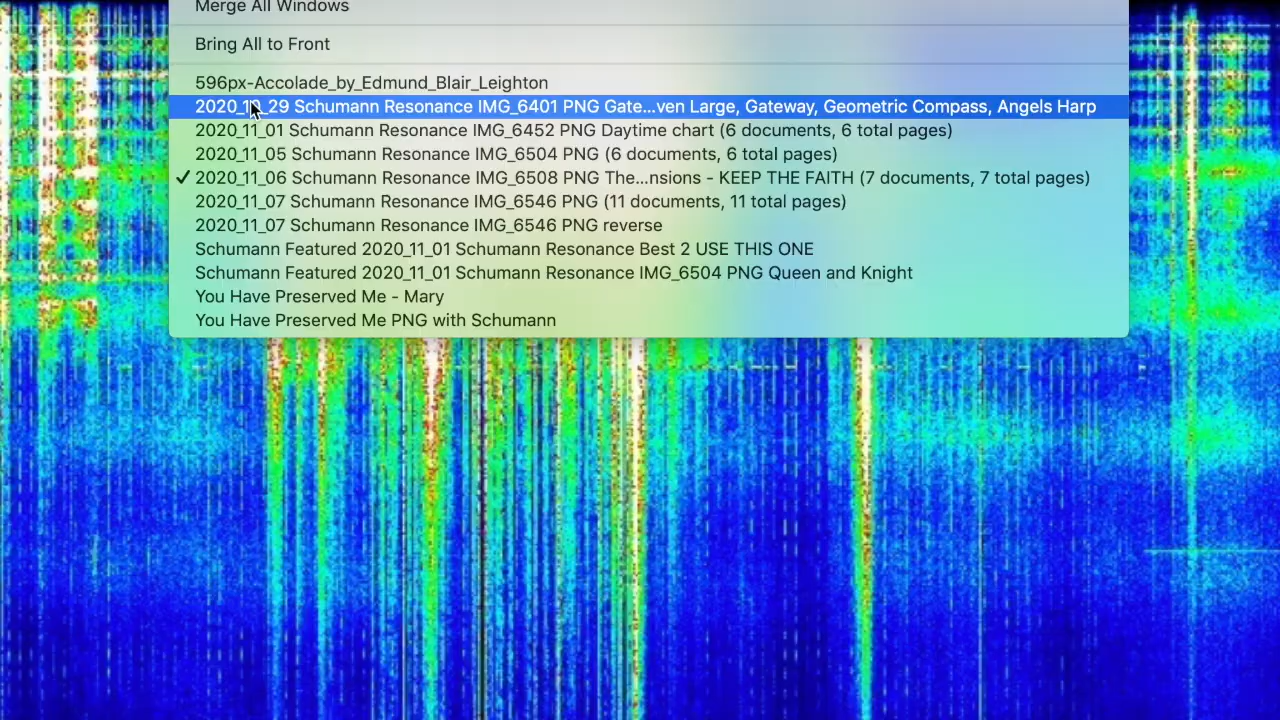 Merge All Windows
Bring All to Front
596px-Accolade_by_Edmund_Blair_Leighton
2020_10_29 Schumann Resonance IMG_6401 PNG Gate...ven Large, Gateway, Geometric Compass, Angels Harp
2020_11_01 Schumann Resonance IMG_6452 PNG Daytime chart (6 documents, 6 total pages)
2020_11_05 Schumann Resonance IMG_6504 PNG (6 documents, 6 total pages)
✓ 2020_11_06 Schumann Resonance IMG_6508 PNG The...nsions - KEEP THE FAITH (7 documents, 7 total pages)
2020_11_07 Schumann Resonance IMG_6546 PNG (11 documents, 11 total pages)
2020_11_07 Schumann Resonance IMG_6546 PNG reverse
Schumann Featured 2020_11_01 Schumann Resonance Best 2 USE THIS ONE
Schumann Featured 2020_11_01 Schumann Resonance IMG_6504 PNG Queen and Knight
You Have Preserved Me - Mary
You Have Preserved Me PNG with Schumann